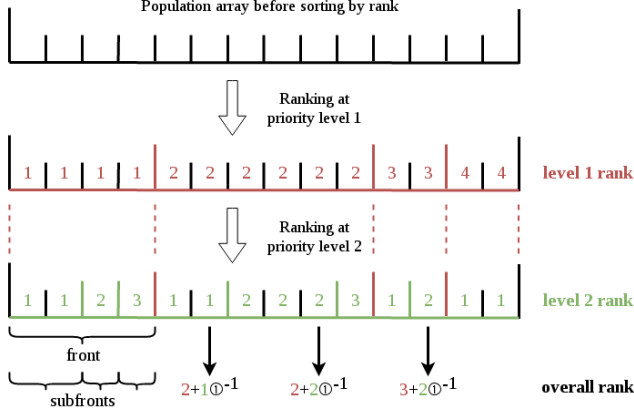 Population array before sorting by rank
Ranking at
priority level 1
1 1 1 1 2 2 2 2 2 2 3 3 4 4 level 1 rank
Ranking at
priority level 2
1 1 2 3 1 1 2 2 2 3 1 2 1 1 level 2 rank
front
subfronts
2+1①⁻¹ 2+2①⁻¹ 3+2①⁻¹ overall rank